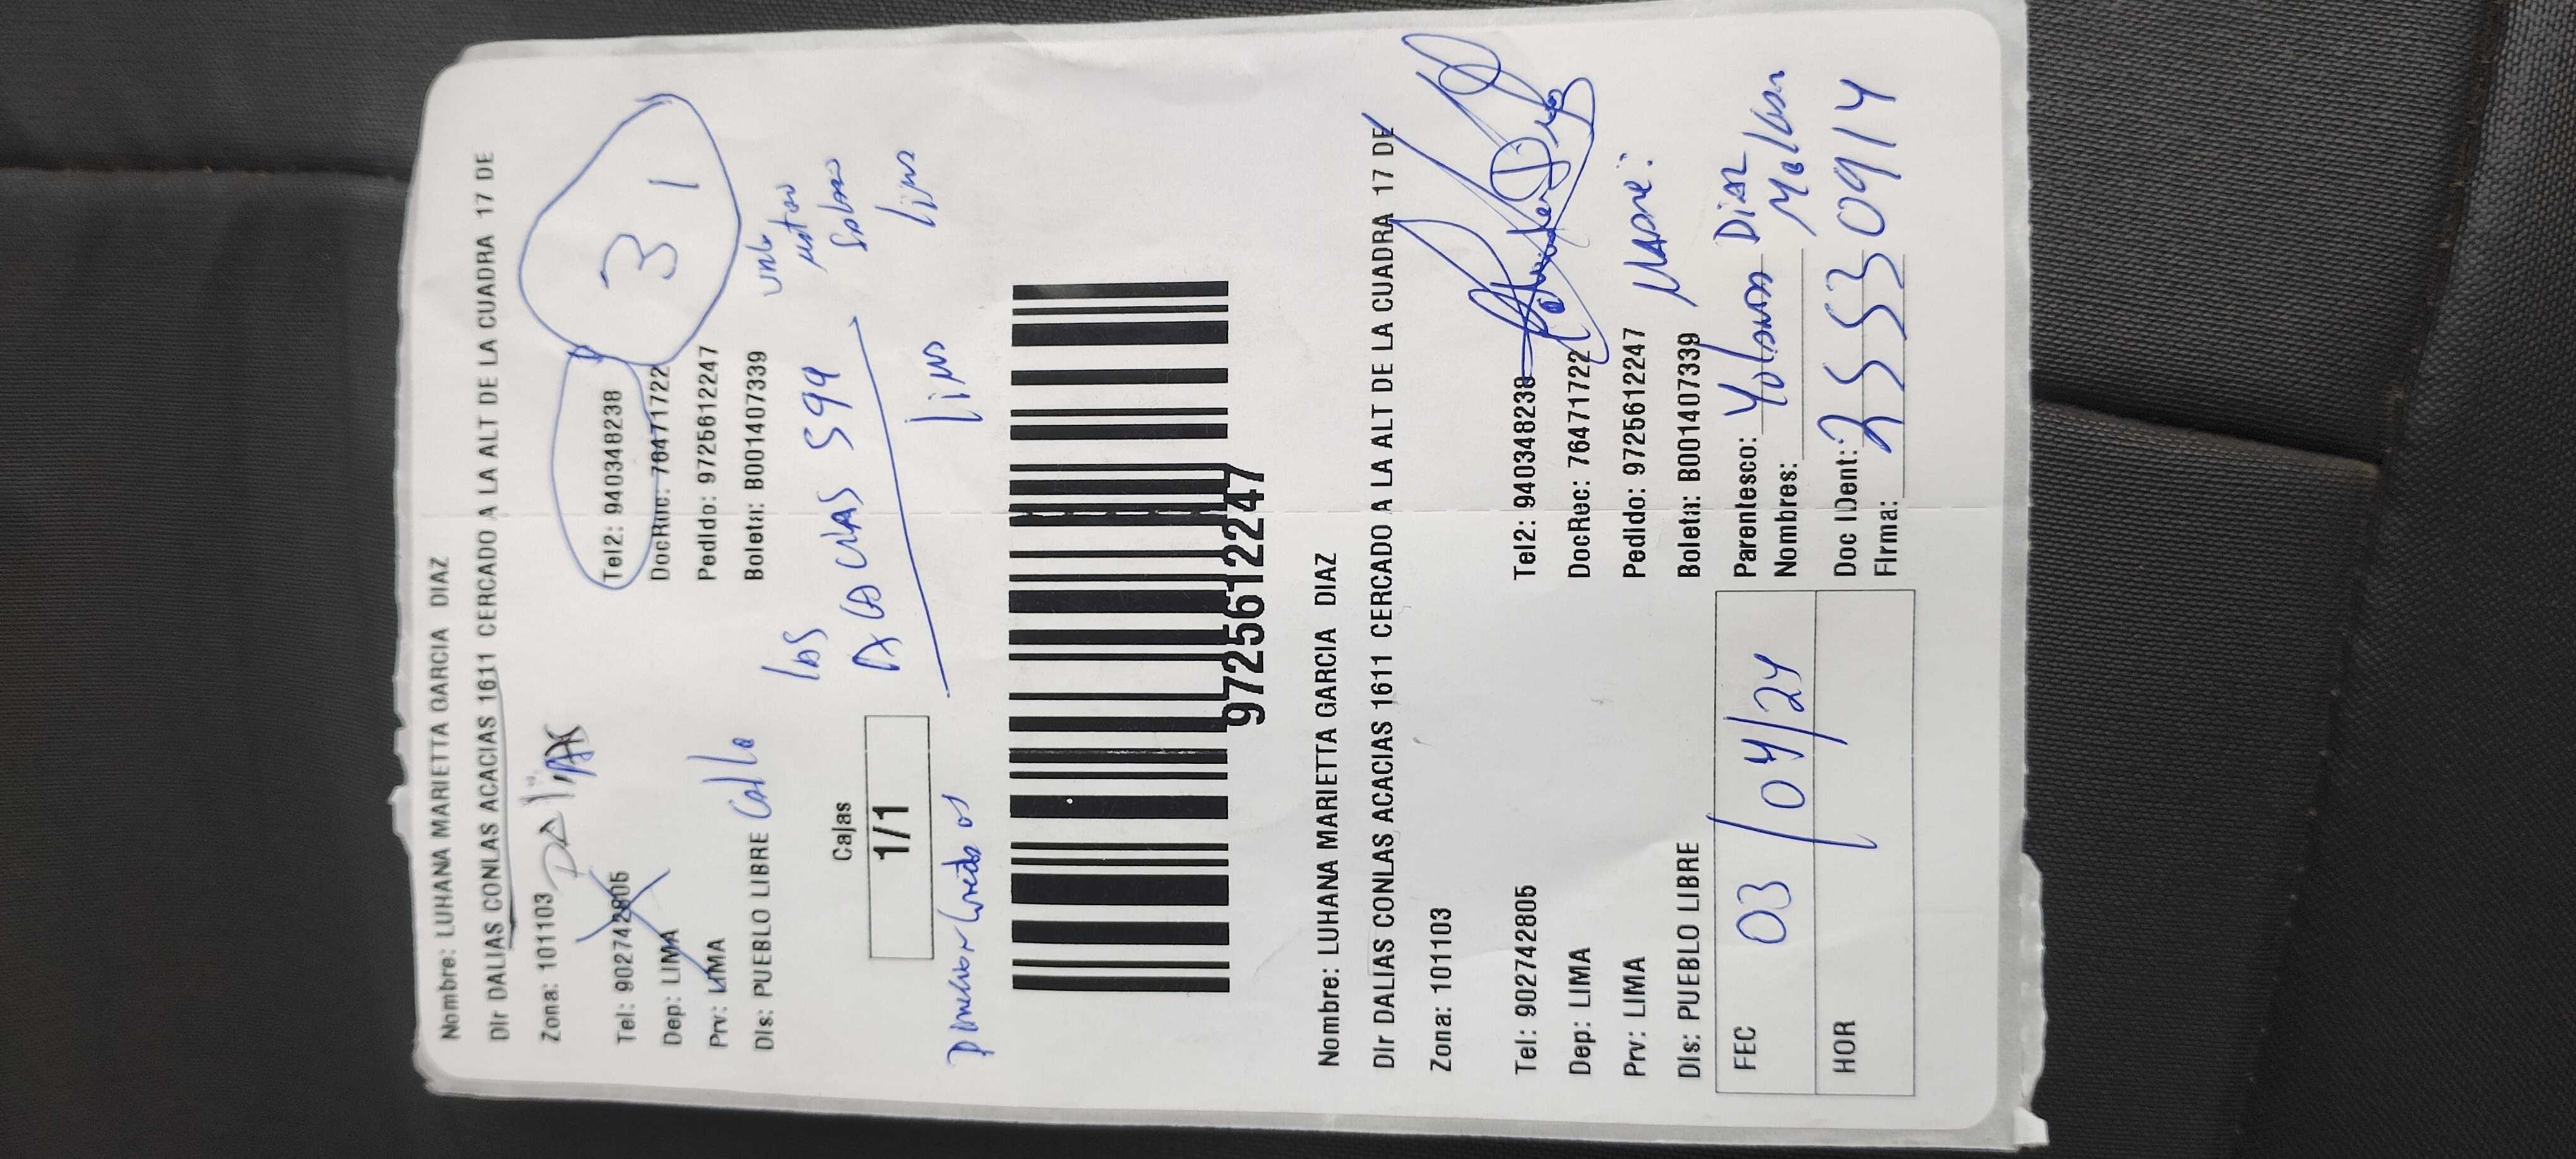 Nombre: LUHANA MARIETTA GARCIA DIAZ
DIr DALIAS CONLAS ACACIAS 1611 CERCADO A LA ALT DE LA CUADRA 17 DE
Zona: 101103
DALIAS
31
Tel: 902742805 Tel2: 940348238
Dep: LIMA DocRec: 76471722
Prv: LIMA Pedido: 9725612247
DIs: PUEBLO LIBRE Boleta: B001407339
Calle
las
Acacias 599
Cajas
1/1
9725612247
Nombre: LUHANA MARIETTA GARCIA DIAZ
DIr DALIAS CONLAS ACACIAS 1611 CERCADO A LA ALT DE LA CUADRA 17 DE
Zona: 101103
Tel: 902742805 Tel2: 940348238
Dep: LIMA DocRec: 76471722
Prv: LIMA Pedido: 9725612247
DIs: PUEBLO LIBRE Boleta: B001407339
Madre:
FEC 03/04/24
HOR
Parentesco: Yolanda Diaz
Nombres:
Doc IDent: 25530914
Firma: